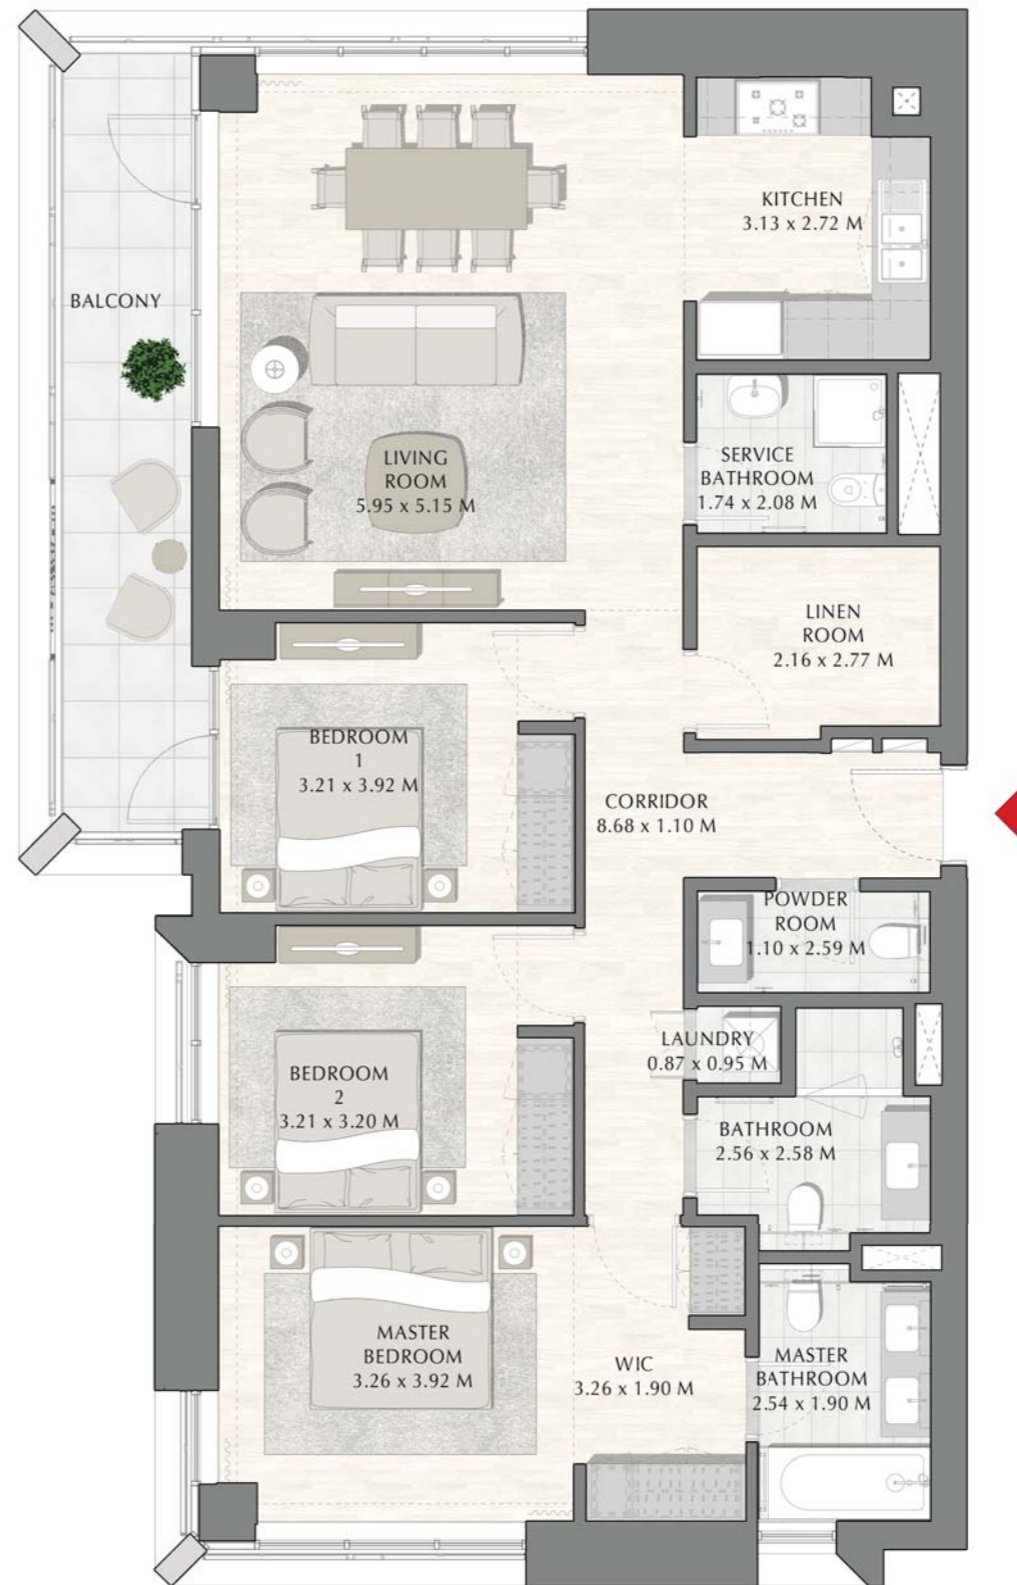 KITCHEN
3.13 x 2.72 M
BALCONY
LIVING
ROOM
5.95 x 5.15 M
SERVICE
BATHROOM
1.74 x 2.08 M
LINEN
ROOM
2.16 x 2.77 M
BEDROOM
1
3.21 x 3.92 M
CORRIDOR
8.68 x 1.10 M
POWDER
ROOM
1.10 x 2.59 M
LAUNDRY
0.87 x 0.95 M
BEDROOM
2
3.21 x 3.20 M
BATHROOM
2.56 x 2.58 M
MASTER
BEDROOM
3.26 x 3.92 M
WIC
3.26 x 1.90 M
MASTER
BATHROOM
2.54 x 1.90 M